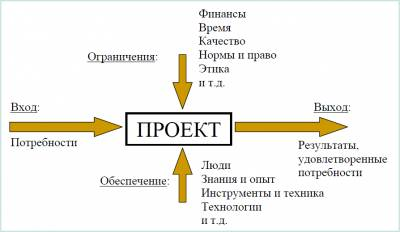 Финансы
Время
Качество
Нормы и право
Этика
и т.д.
Ограничения:
Вход:
Потребности
ПРОЕКТ
Выход:
Результаты,
удовлетворенные
потребности
Обеспечение:
Люди
Знания и опыт
Инструменты и техника
Технологии
и т.д.